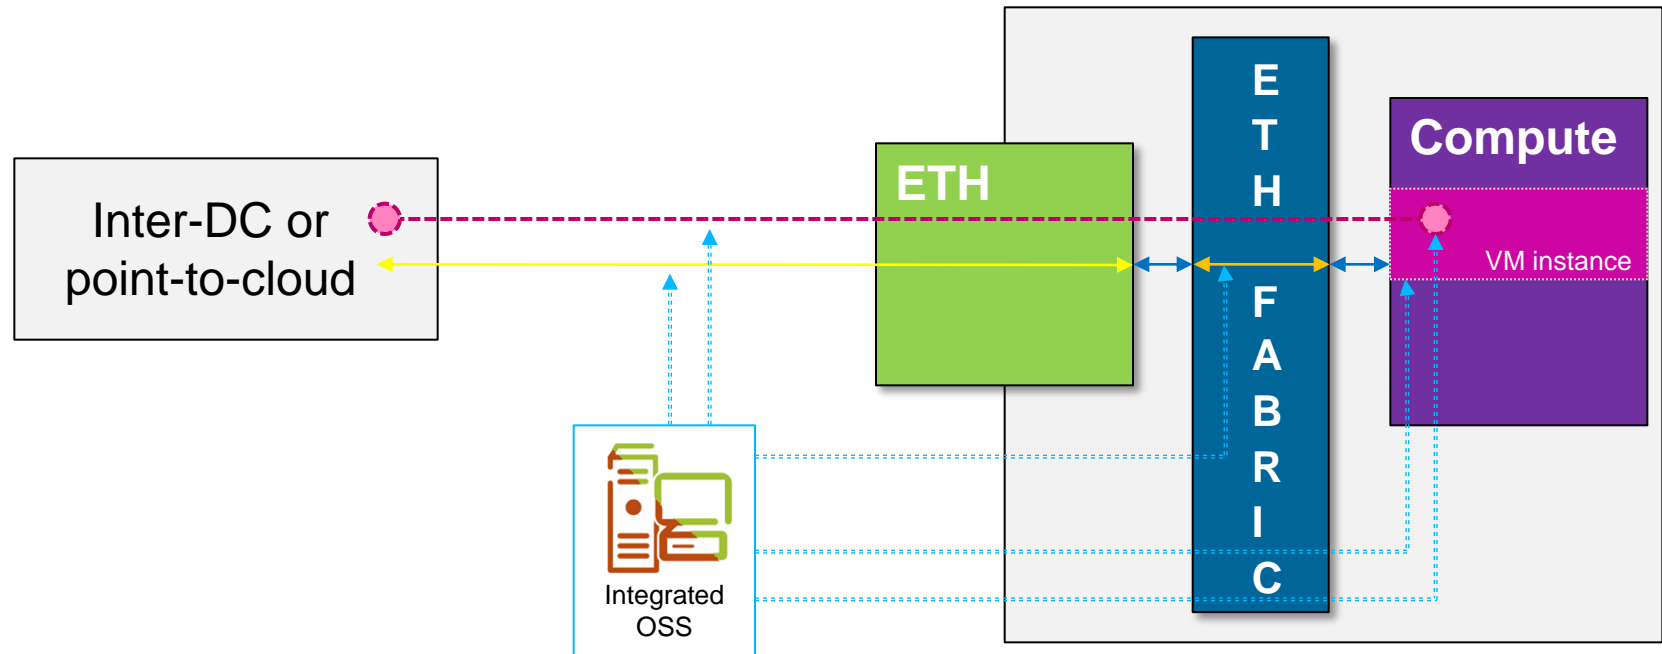 Inter-DC or
point-to-cloud
ETH
E
T
H
F
A
B
R
I
C
Compute
VM instance
Integrated
OSS